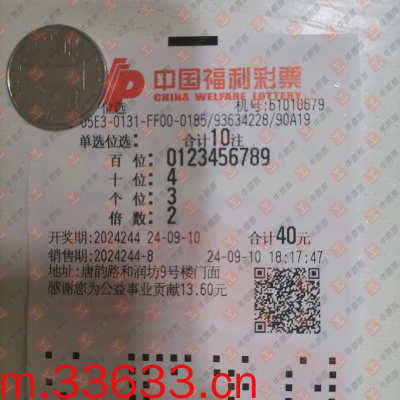 中国福利彩票
CHINA WELFARE LOTTERY
位选 机号:61010679
05E3-0131-FF00-0185/93634228/90A19
单选位选: 合计10注
百位: 0123456789
十位: 4
个位: 3
倍数: 2
开奖期:2024244 24-09-10 合计40元
销售期:2024244-8 24-09-10 18:17:47
地址:唐韵路和润坊9号楼门面
感谢您为公益事业贡献13.60元
m.33633.cn